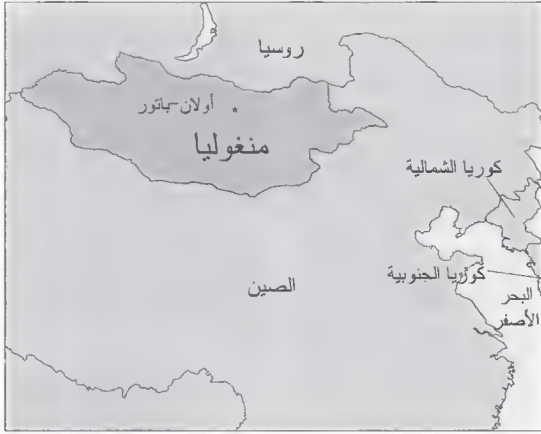 روسيا
أولان-باتور
منغوليا
كوريا الشمالية
كوريا الجنوبية
الصين
البحر
الأصفر